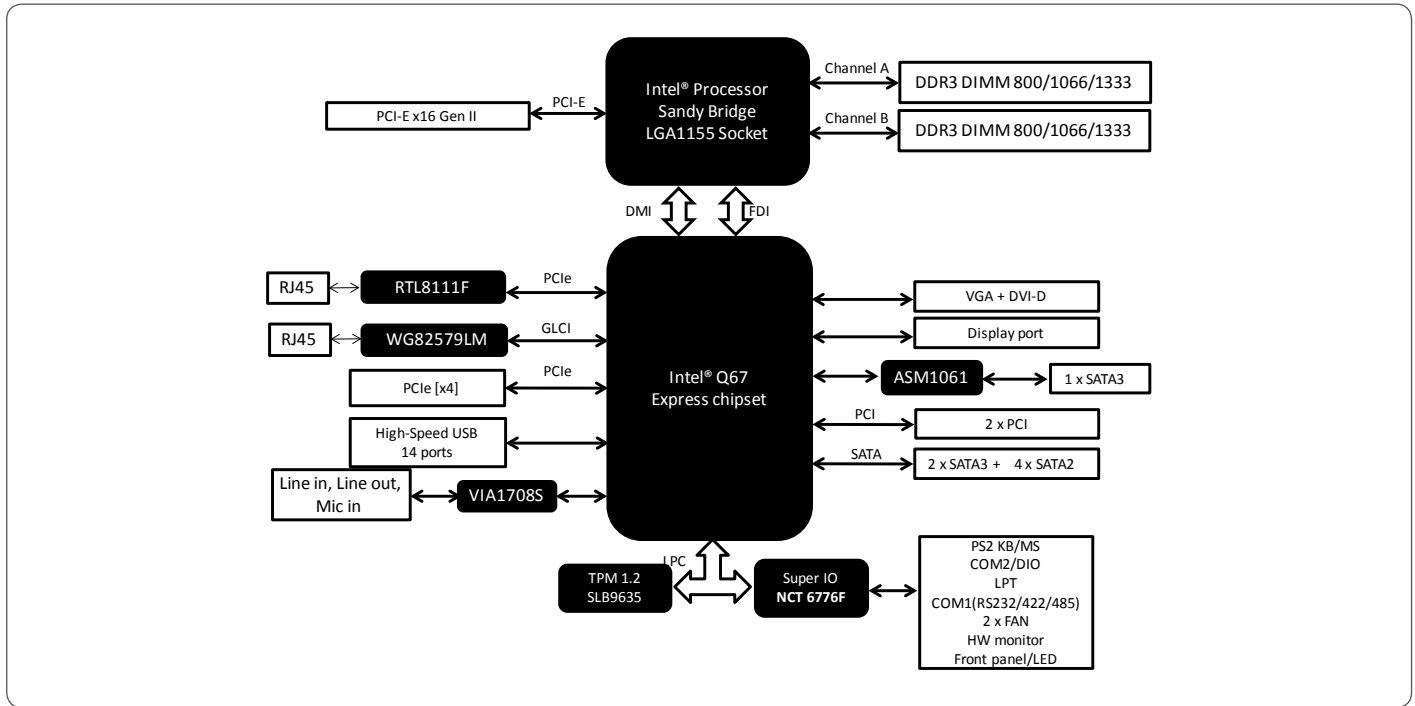 Intel® Processor
Sandy Bridge
LGA1155 Socket
PCI-E x16 Gen II
PCI-E
Channel A
DDR3 DIMM 800/1066/1333
Channel B
DDR3 DIMM 800/1066/1333
DMI
FDI
Intel® Q67
Express chipset
RJ45
RTL8111F
PCIe
RJ45
WG82579LM
GLCI
PCIe [x4]
PCIe
High-Speed USB
14 ports
Line in, Line out,
Mic in
VIA1708S
VGA + DVI-D
Display port
ASM1061
1 x SATA3
PCI
2 x PCI
SATA
2 x SATA3 + 4 x SATA2
LPC
TPM 1.2
SLB9635
Super IO
NCT 6776F
PS2 KB/MS
COM2/DIO
LPT
COM1(RS232/422/485)
2 x FAN
HW monitor
Front panel/LED